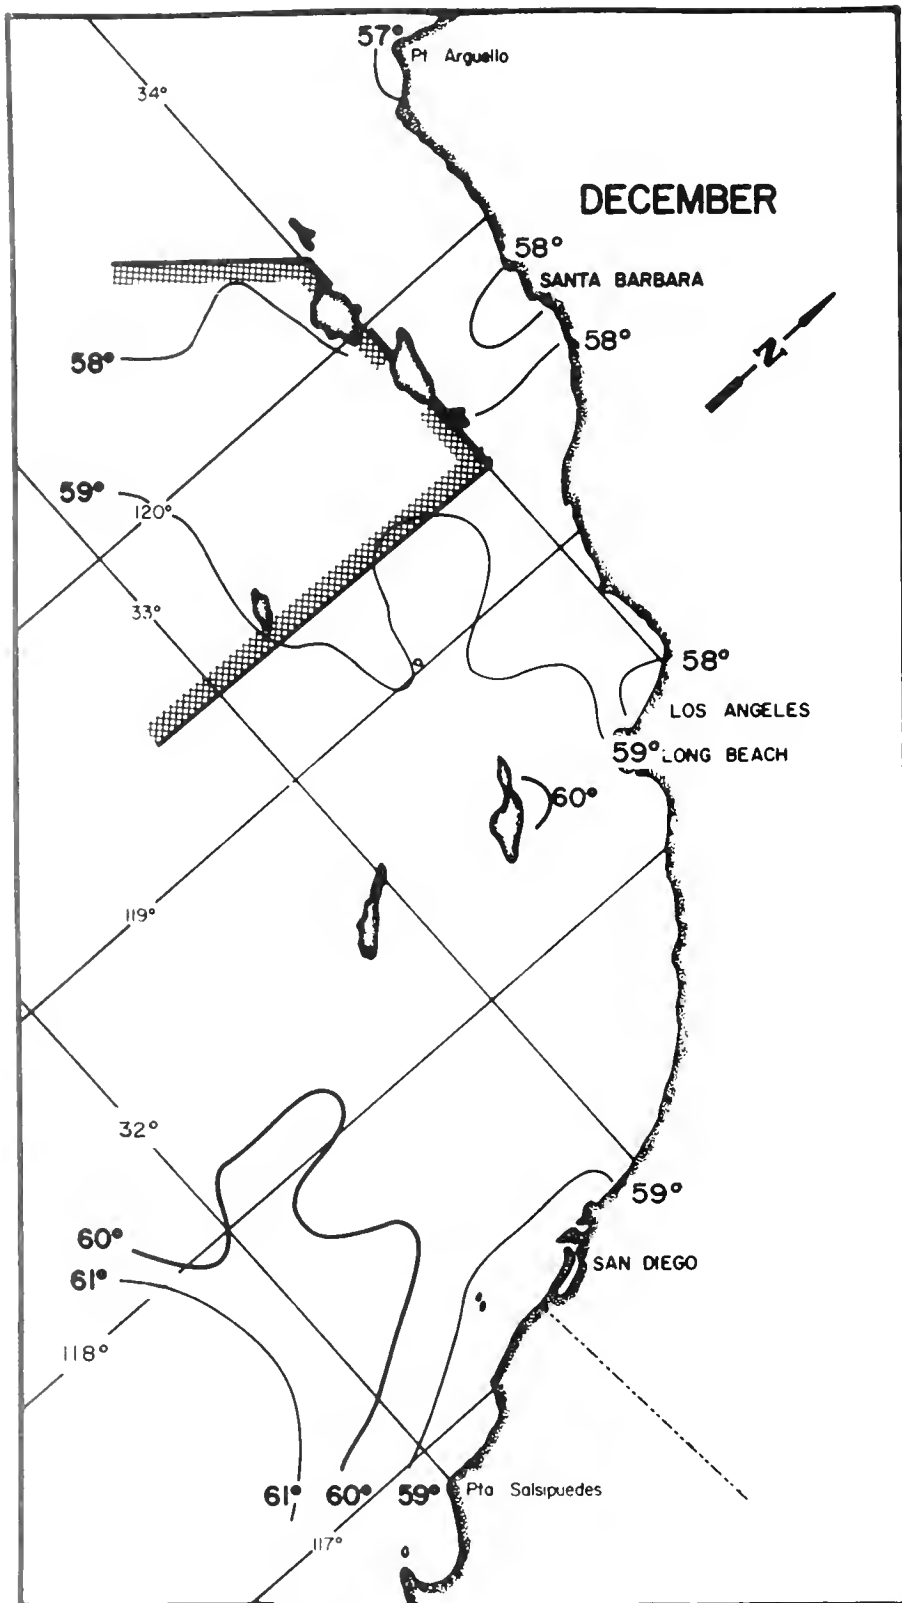 57°
Pt Arguello
34°
DECEMBER
58°
SANTA BARBARA
58°
58°
N
59°
120°
33°
58°
LOS ANGELES
59° LONG BEACH
60°
119°
32°
59°
60°
SAN DIEGO
61°
118°
61° 60° 59° Pta Salsipuedes
117°